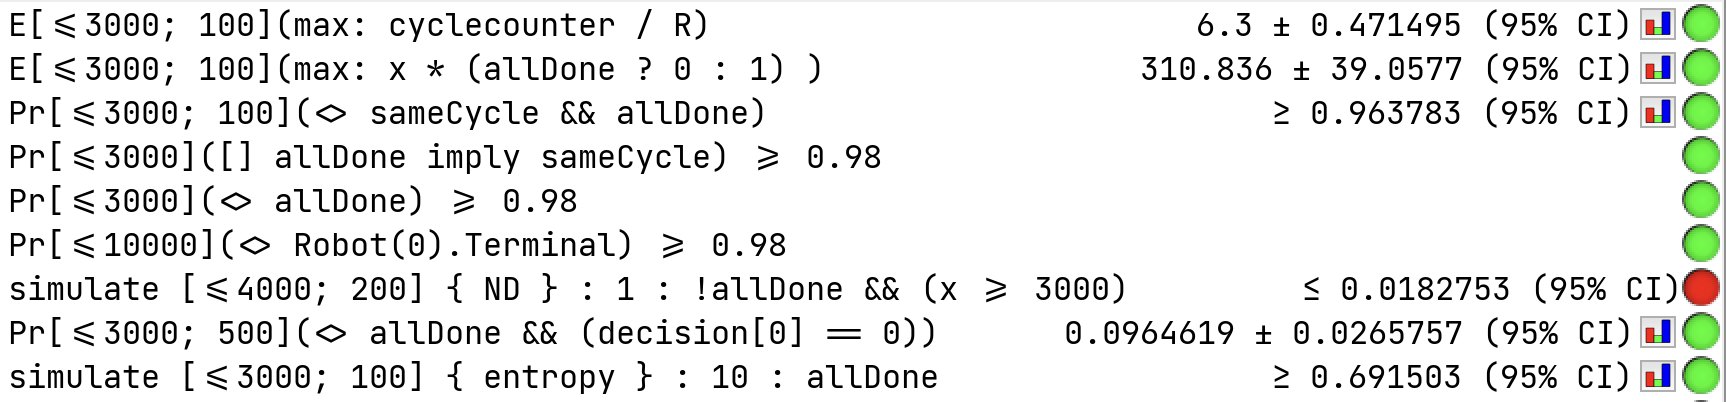 E[≤3000; 100](max: cyclecounter / R) 6.3 ± 0.471495 (95% CI)
E[≤3000; 100](max: x * (allDone ? 0 : 1) ) 310.836 ± 39.0577 (95% CI)
Pr[≤3000; 100](<> sameCycle && allDone) ≥ 0.963783 (95% CI)
Pr[≤3000]([] allDone imply sameCycle) ≥ 0.98
Pr[≤3000](<> allDone) ≥ 0.98
Pr[≤10000](<> Robot(0).Terminal) ≥ 0.98
simulate [≤4000; 200] { ND } : 1 : !allDone && (x ≥ 3000) ≤ 0.0182753 (95% CI)
Pr[≤3000; 500](<> allDone && (decision[0] == 0)) 0.0964619 ± 0.0265757 (95% CI)
simulate [≤3000; 100] { entropy } : 10 : allDone ≥ 0.691503 (95% CI)